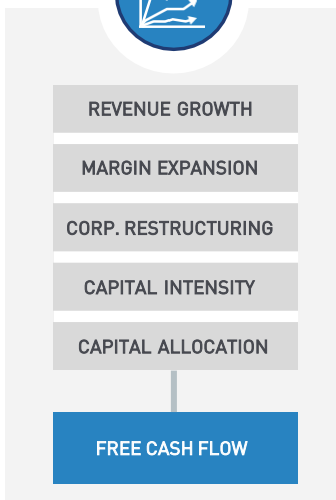 REVENUE GROWTH
MARGIN EXPANSION
CORP. RESTRUCTURING
CAPITAL INTENSITY
CAPITAL ALLOCATION
FREE CASH FLOW